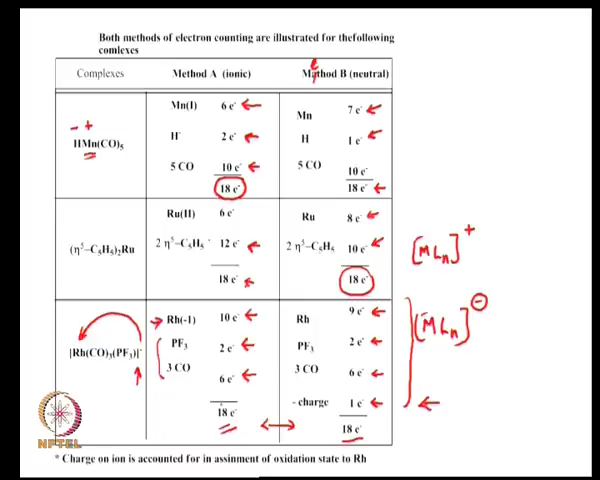 Both methods of electron counting are illustrated for thefollowing
comlexes
Complexes Method A (ionic) Mathod B (neutral)
e
- +
HMn(CO)₅
Mn(I) 6 e⁻
H⁻ 2 e⁻
5 CO 10 e⁻
18 e⁻
Mn 7 e⁻
H 1 e⁻
5 CO 10 e⁻
18 e⁻
(η⁵–C₅H₅)₂Ru
Ru(II) 6 e⁻
2 η⁵–C₅H₅⁻ 12 e⁻
18 e⁻
Ru 8 e⁻
2 η⁵–C₅H₅ 10 e⁻
18 e⁻
[MLn]⁺
|Rh(CO)₃(PF₃)|⁻
Rh(-1) 10 e⁻
PF₃ 2 e⁻
3 CO 6 e⁻
18 e⁻
Rh 9 e⁻
PF₃ 2 e⁻
3 CO 6 e⁻
- charge 1 e⁻
18 e⁻
[MLn]⊖
NPTEL
* Charge on ion is accounted for in assinment of oxidation state to Rh